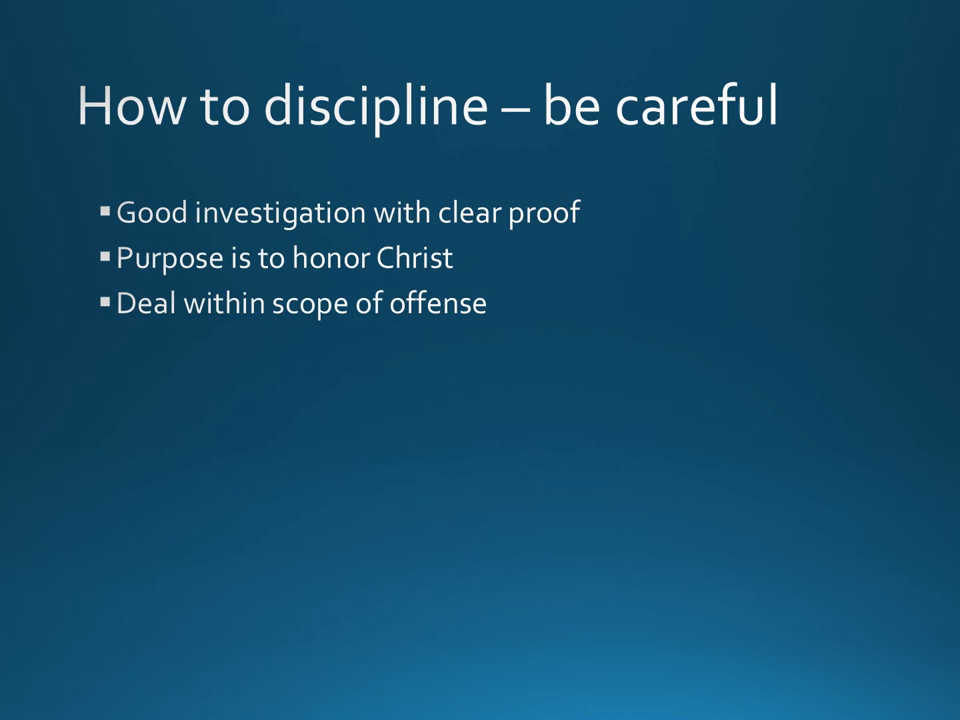 How to discipline – be careful
▪ Good investigation with clear proof
▪ Purpose is to honor Christ
▪ Deal within scope of offense